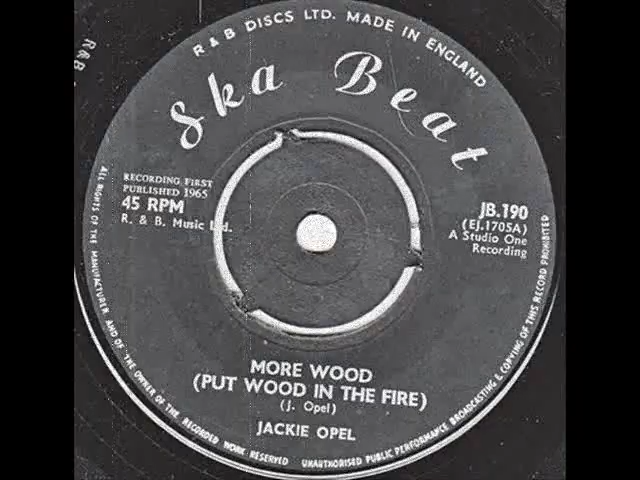 R & B DISCS LTD. MADE IN ENGLAND
R&B
Ska Beat
RECORDING FIRST
PUBLISHED 1965
45 RPM
R. & B. Music Ltd.
JB.190
(EJ.1705A)
A Studio One
Recording
MORE WOOD
(PUT WOOD IN THE FIRE)
(J. Opel)
JACKIE OPEL
ALL RIGHTS OF THE MANUFACTURER AND OF THE OWNER OF THE RECORDED WORK RESERVED UNAUTHORISED PUBLIC PERFORMANCE BROADCASTING & COPYING OF THIS RECORD PROHIBITED